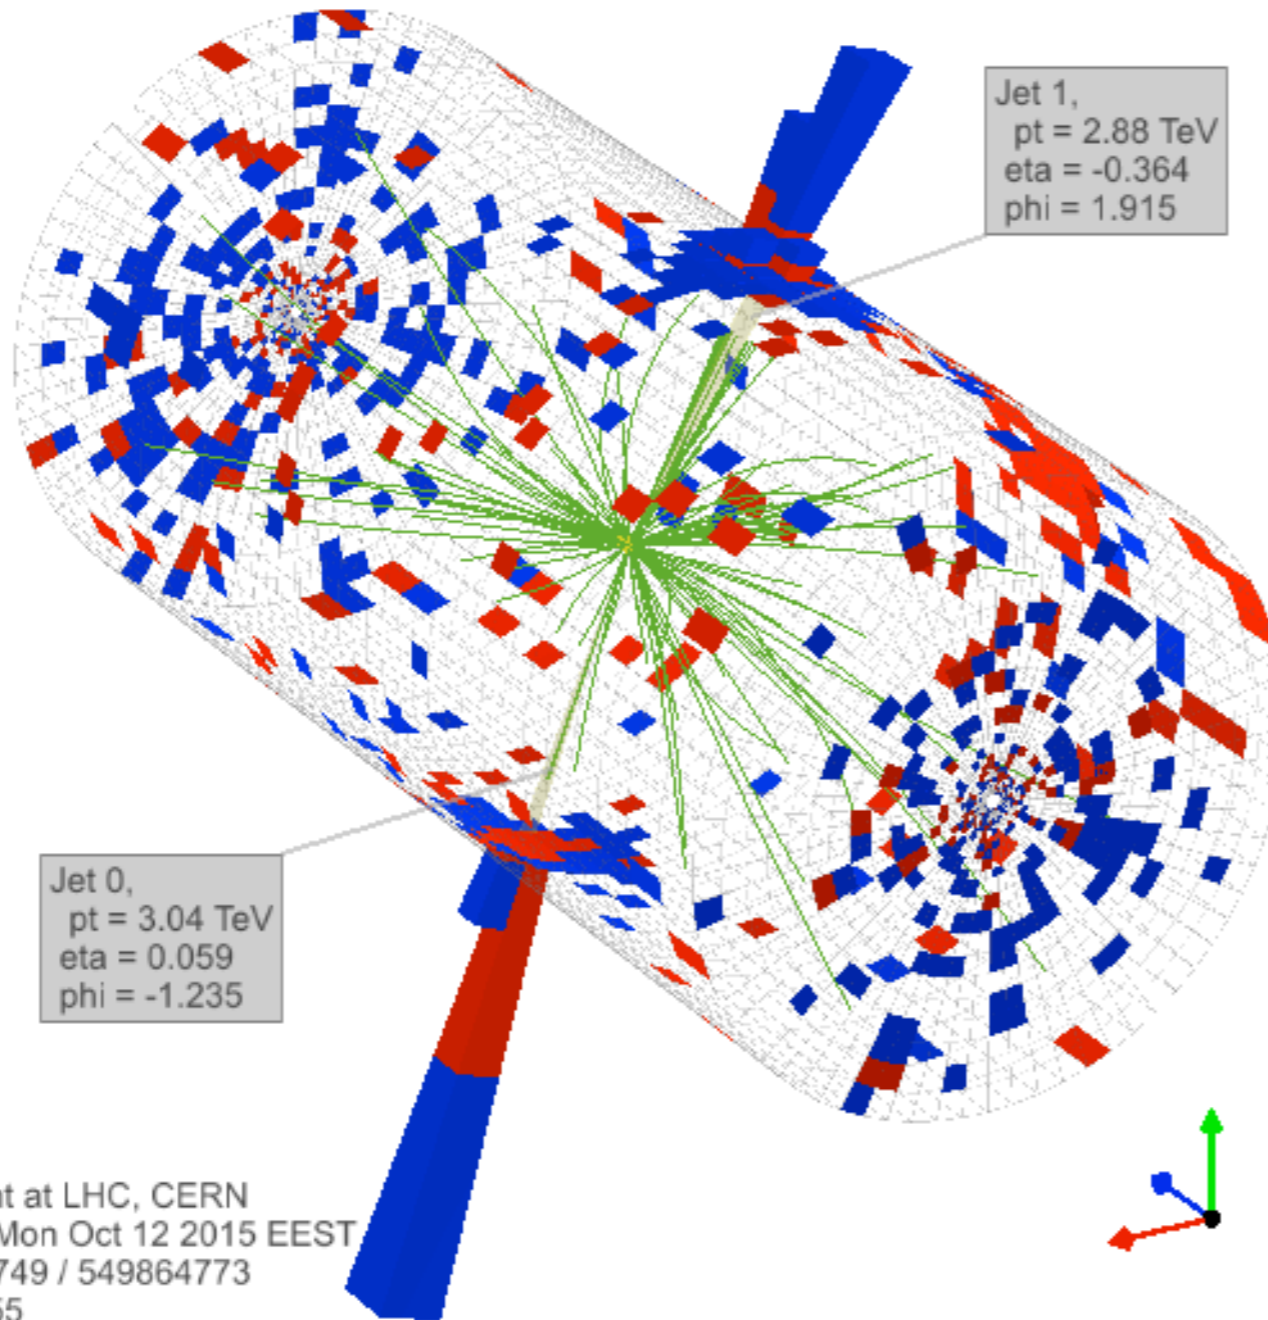 Jet 1,
pt = 2.88 TeV
eta = -0.364
phi = 1.915
Jet 0,
pt = 3.04 TeV
eta = 0.059
phi = -1.235
at LHC, CERN
Mon Oct 12 2015 EEST
749 / 549864773